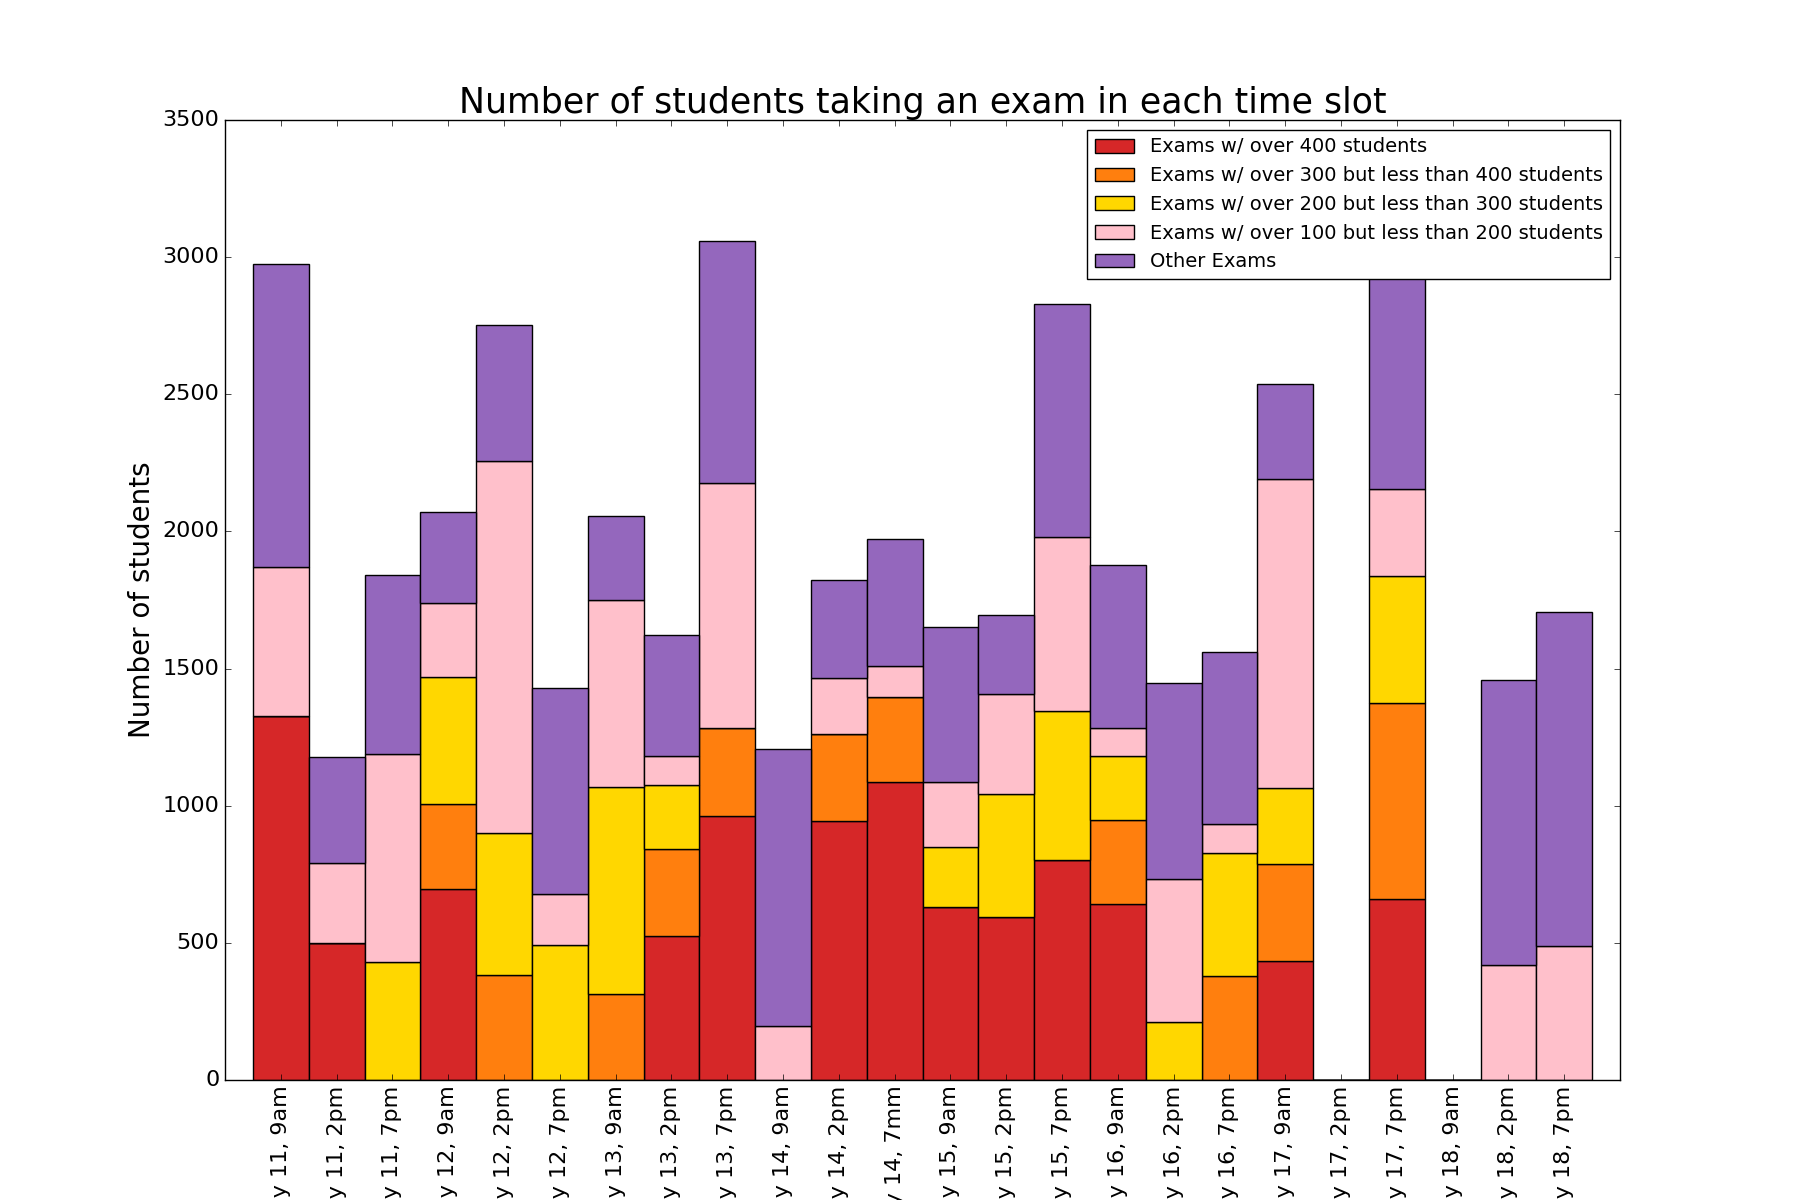 Number of students taking an exam in each time slot
Exams w/ over 400 students
Exams w/ over 300 but less than 400 students
Exams w/ over 200 but less than 300 students
Exams w/ over 100 but less than 200 students
Other Exams
Number of students
3500
3000
2500
2000
1500
1000
500
0
y 11, 9am
y 11, 2pm
y 11, 7pm
y 12, 9am
y 12, 2pm
y 12, 7pm
y 13, 9am
y 13, 2pm
y 13, 7pm
y 14, 9am
y 14, 2pm
y 14, 7mm
y 15, 9am
y 15, 2pm
y 15, 7pm
y 16, 9am
y 16, 2pm
y 16, 7pm
y 17, 9am
y 17, 2pm
y 17, 7pm
y 18, 9am
y 18, 2pm
y 18, 7pm